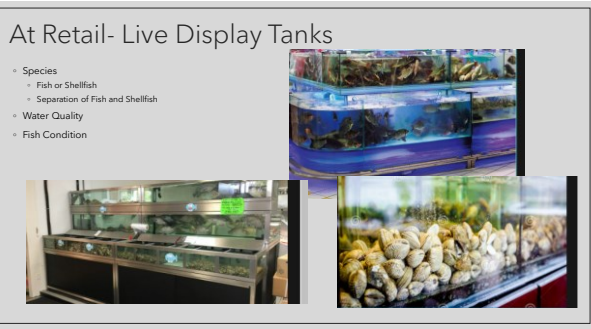 At Retail- Live Display Tanks
Species
Fish or Shellfish
Separation of Fish and Shellfish
Water Quality
Fish Condition